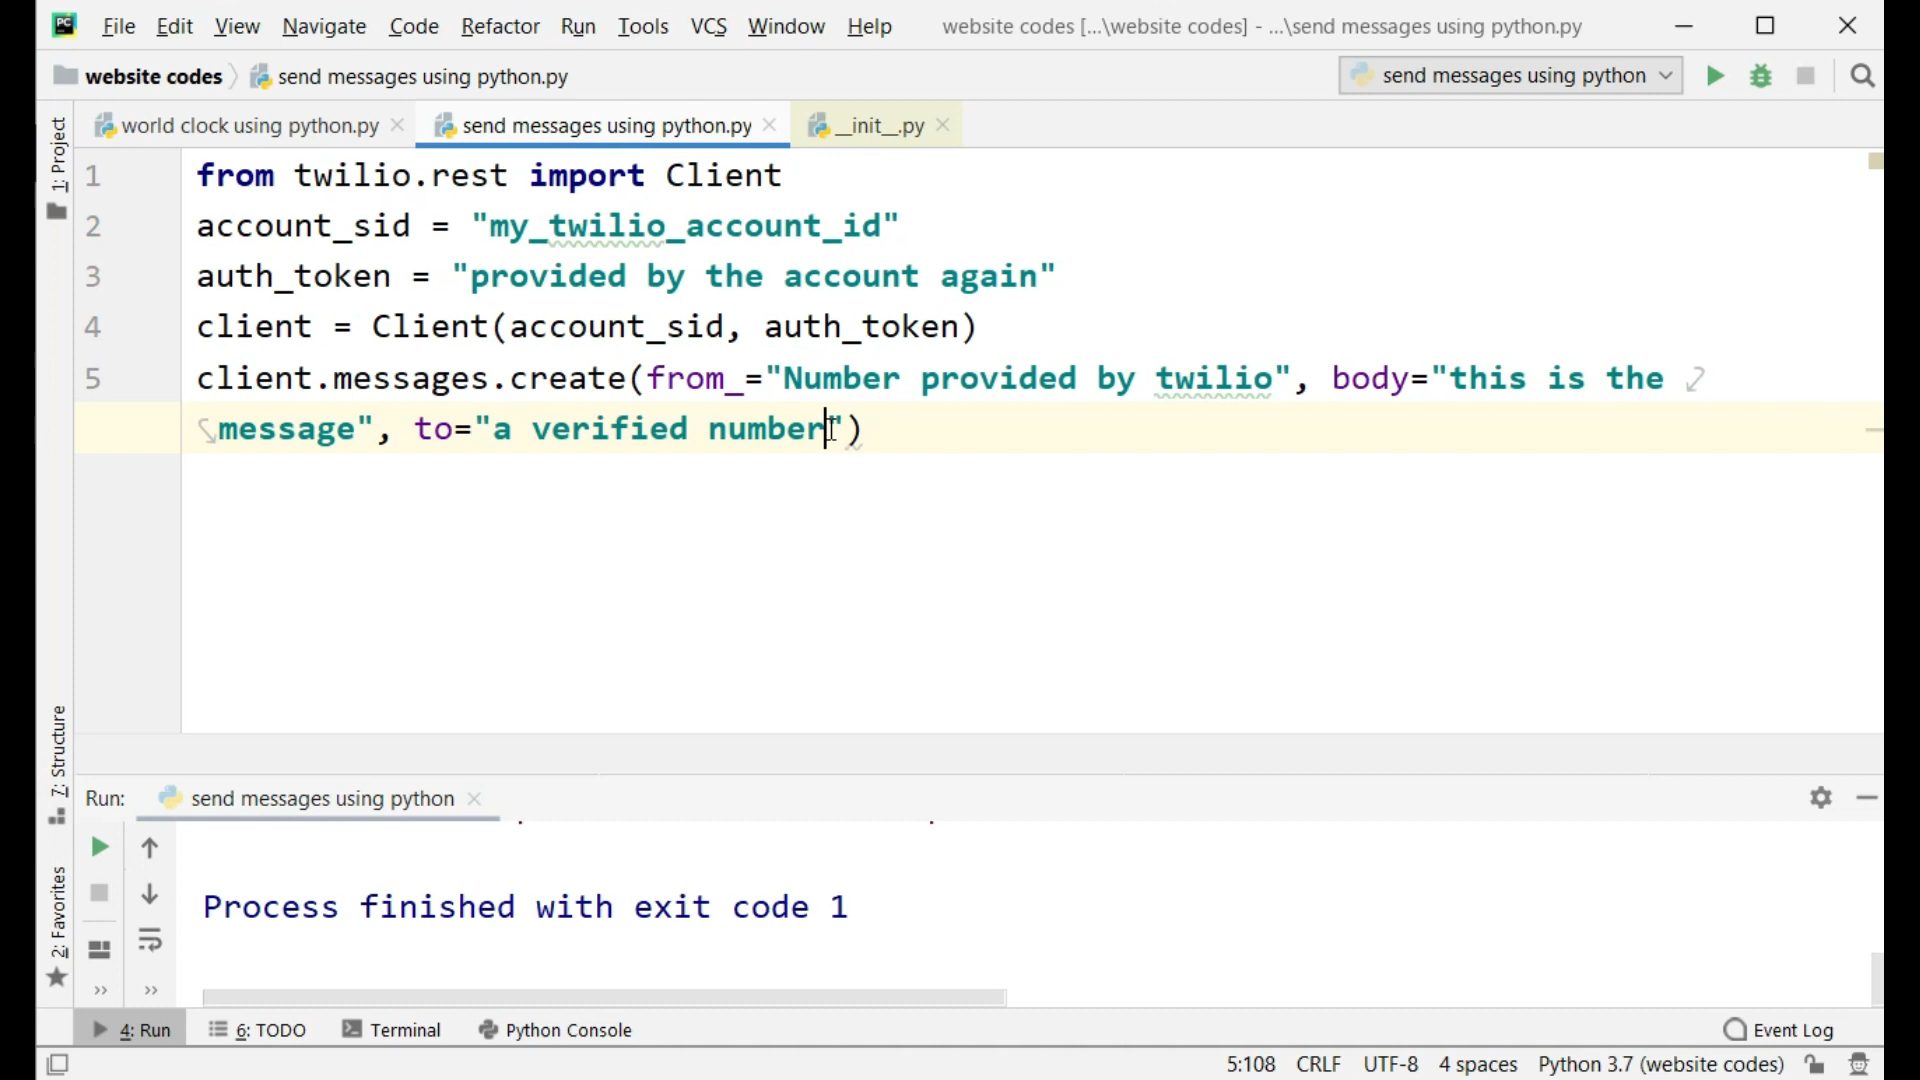 PC File Edit View Navigate Code Refactor Run Tools VCS Window Help website codes [...\website codes] - ...\send messages using python.py
website codes send messages using python.py send messages using python
world clock using python.py send messages using python.py __init__.py
1 from twilio.rest import Client
2 account_sid = "my_twilio_account_id"
3 auth_token = "provided by the account again"
4 client = Client(account_sid, auth_token)
5 client.messages.create(from_="Number provided by twilio", body="this is the
message", to="a verified number")
1: Project
7: Structure
2: Favorites
Run: send messages using python
Process finished with exit code 1
4: Run 6: TODO Terminal Python Console Event Log
5:108 CRLF UTF-8 4 spaces Python 3.7 (website codes)